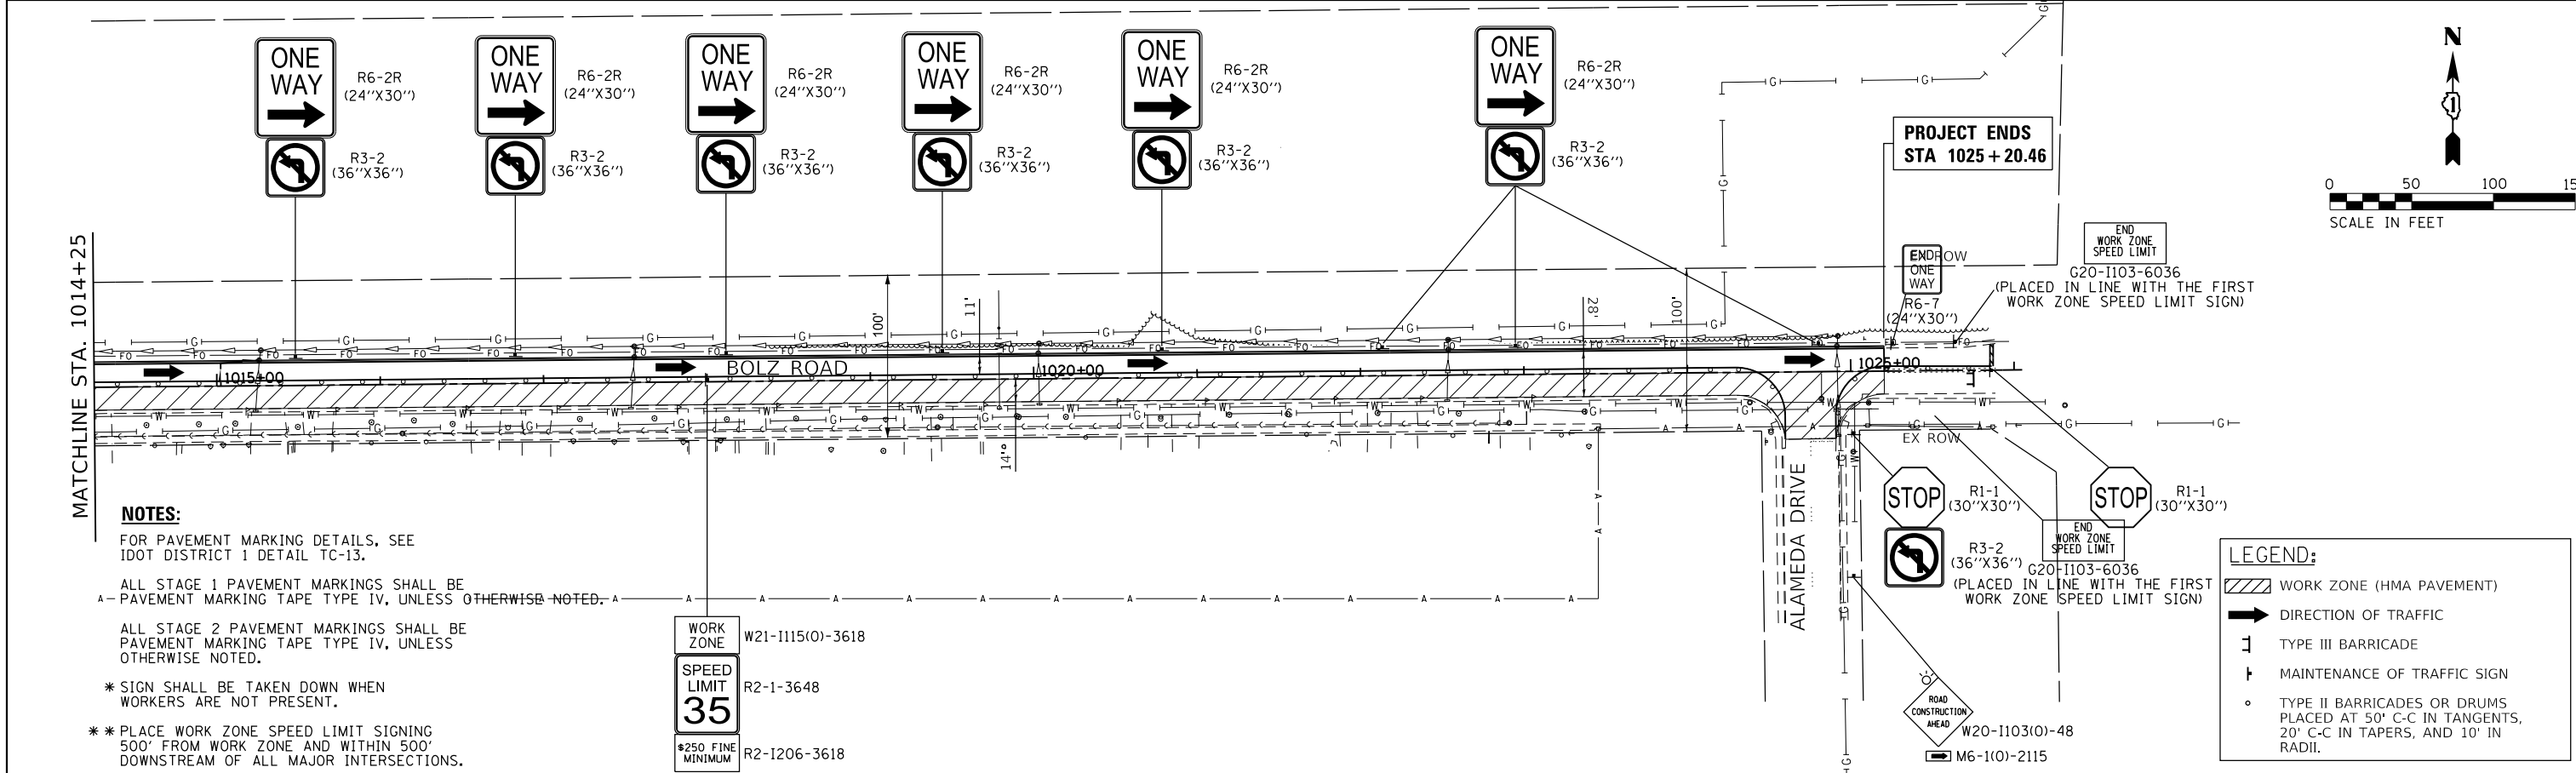 ONE
WAY
R6-2R
(24''X30'')
R3-2
(36''X36'')
ONE
WAY
R6-2R
(24''X30'')
R3-2
(36''X36'')
ONE
WAY
R6-2R
(24''X30'')
R3-2
(36''X36'')
ONE
WAY
R6-2R
(24''X30'')
R3-2
(36''X36'')
ONE
WAY
R6-2R
(24''X30'')
R3-2
(36''X36'')
ONE
WAY
R6-2R
(24''X30'')
R3-2
(36''X36'')
PROJECT ENDS
STA 1025+20.46
N
1
0 50 100 15
SCALE IN FEET
END
WORK ZONE
SPEED LIMIT
G20-I103-6036
(PLACED IN LINE WITH THE FIRST
WORK ZONE SPEED LIMIT SIGN)
EX ROW
END
ONE
WAY
R6-7
(24''X30'')
MATCHLINE STA. 1014+25
100'
11'
28'
100'
14'
1015+00
BOLZ ROAD
1020+00
1025+00
EX ROW
ALAMEDA DRIVE
STOP
R1-1
(30''X30'')
R3-2
(36''X36'')
STOP
R1-1
(30''X30'')
END
WORK ZONE
SPEED LIMIT
G20-I103-6036
(PLACED IN LINE WITH THE FIRST
WORK ZONE SPEED LIMIT SIGN)
NOTES:
FOR PAVEMENT MARKING DETAILS, SEE
IDOT DISTRICT 1 DETAIL TC-13.
ALL STAGE 1 PAVEMENT MARKINGS SHALL BE
PAVEMENT MARKING TAPE TYPE IV, UNLESS OTHERWISE NOTED.
ALL STAGE 2 PAVEMENT MARKINGS SHALL BE
PAVEMENT MARKING TAPE TYPE IV, UNLESS
OTHERWISE NOTED.
* SIGN SHALL BE TAKEN DOWN WHEN
WORKERS ARE NOT PRESENT.
** PLACE WORK ZONE SPEED LIMIT SIGNING
500' FROM WORK ZONE AND WITHIN 500'
DOWNSTREAM OF ALL MAJOR INTERSECTIONS.
WORK
ZONE
W21-I115(O)-3618
SPEED
LIMIT
35
R2-1-3648
$250 FINE
MINIMUM
R2-I206-3618
ROAD
CONSTRUCTION
AHEAD
W20-I103(O)-48
M6-1(O)-2115
LEGEND:
WORK ZONE (HMA PAVEMENT)
DIRECTION OF TRAFFIC
TYPE III BARRICADE
MAINTENANCE OF TRAFFIC SIGN
TYPE II BARRICADES OR DRUMS
PLACED AT 50' C-C IN TANGENTS,
20' C-C IN TAPERS, AND 10' IN
RADII.